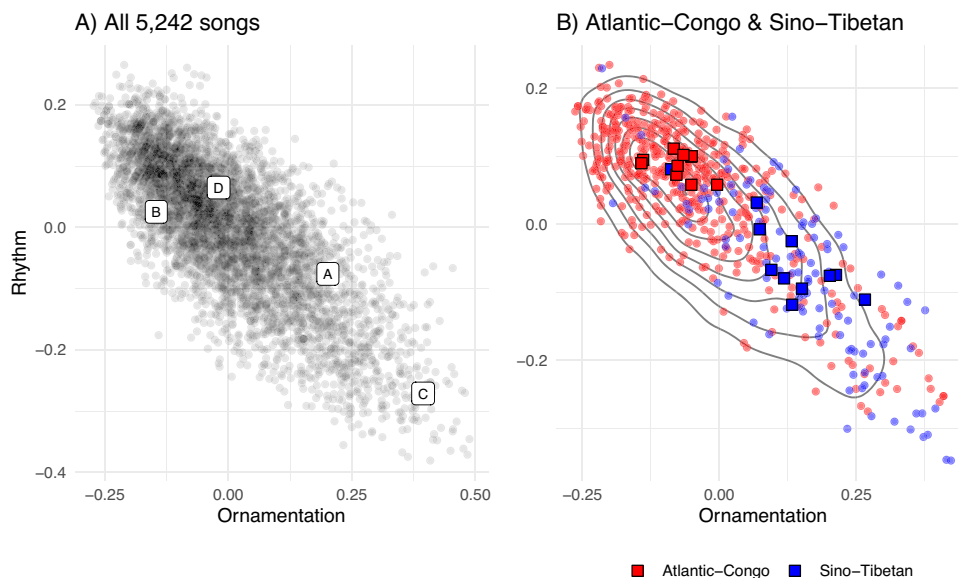 A) All 5,242 songs
B) Atlantic−Congo & Sino−Tibetan
Rhythm
0.2
0.0
−0.2
−0.4
D
B
A
C
−0.25
0.00
0.25
0.50
Ornamentation
0.2
0.0
−0.2
−0.25
0.00
0.25
Ornamentation
Atlantic−Congo
Sino−Tibetan